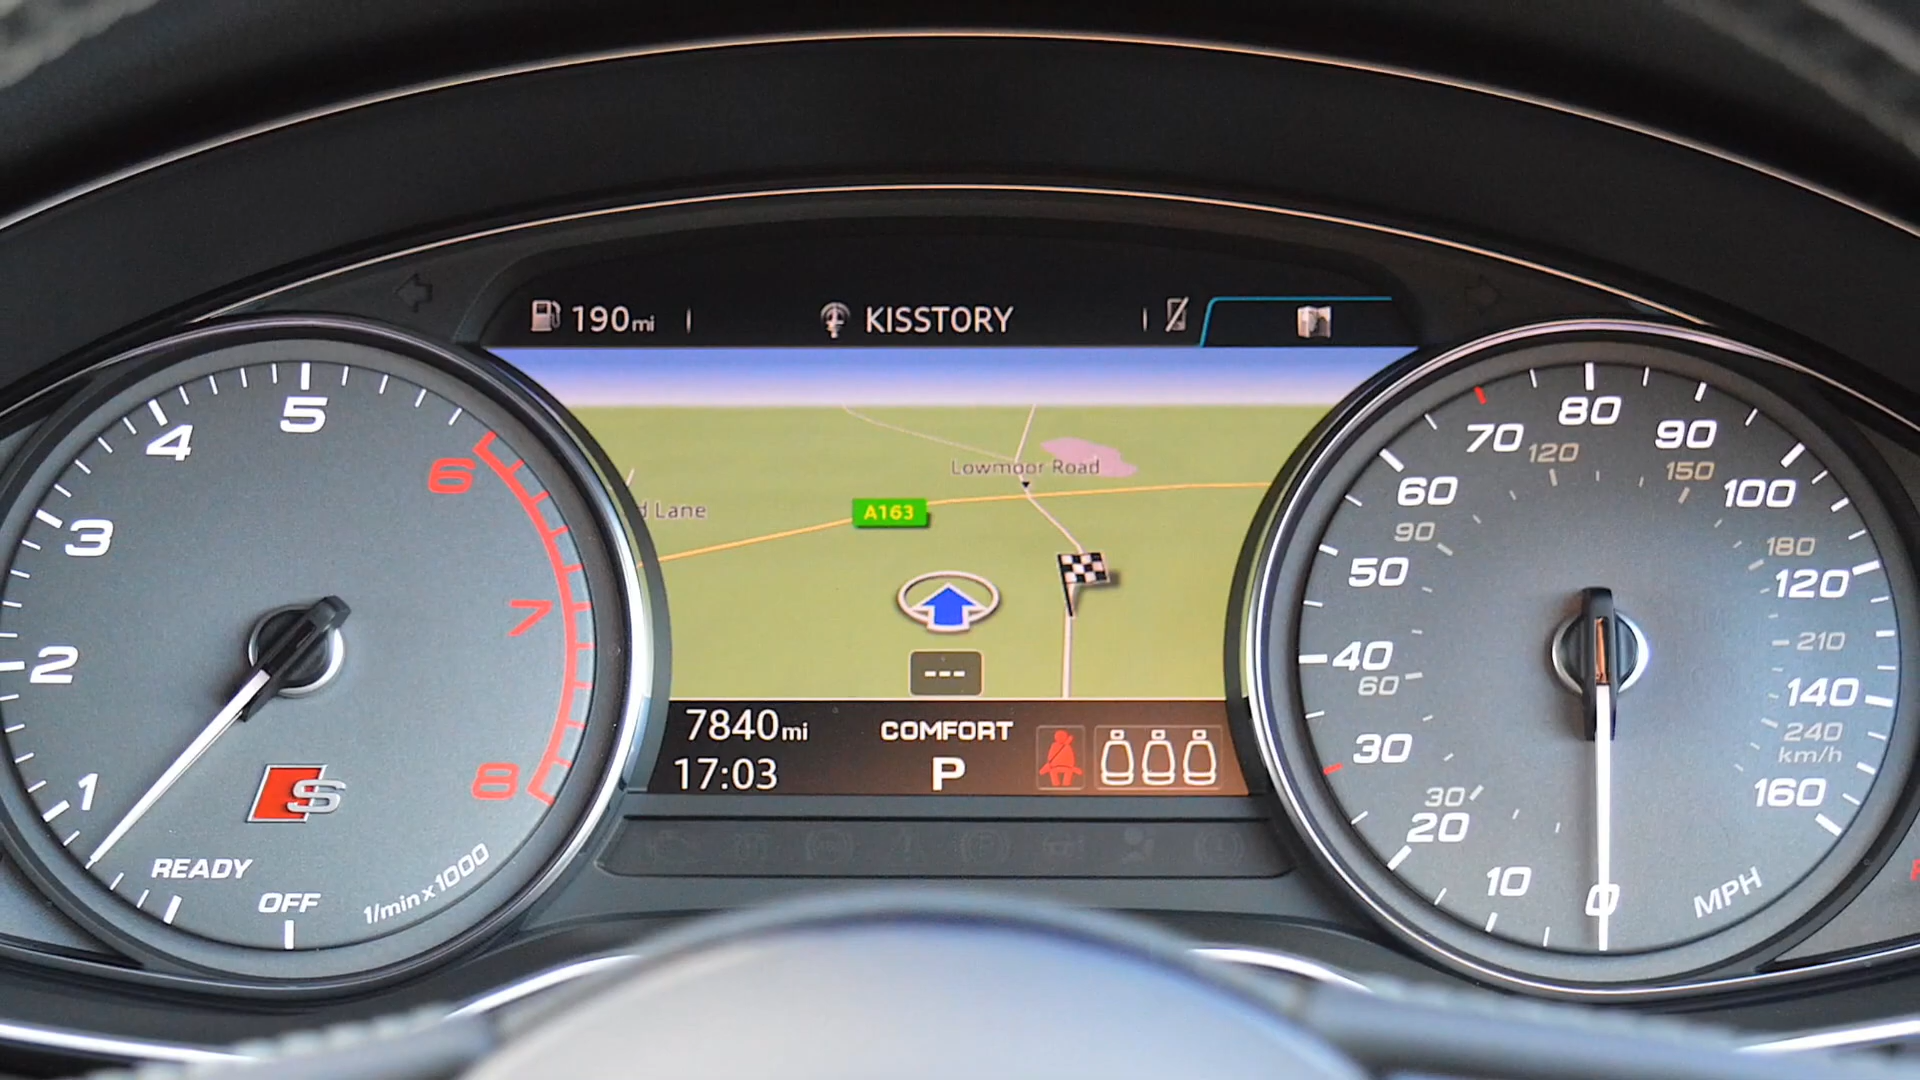 190mi
KISSTORY
Lowmoor Road
d Lane
A163
---
7840mi
COMFORT
17:03
P
1
2
3
4
5
6
7
8
S
READY
OFF
1/min x 1000
0
10
20
30
40
50
60
70
80
90
100
120
140
160
MPH
30
60
90
120
150
180
210
240
km/h